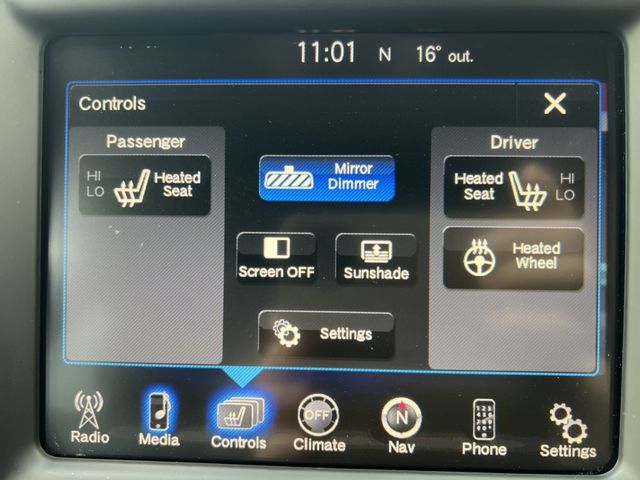 11:01 N 16° out.
Controls
Passenger
HI
LO
Heated
Seat
Mirror
Dimmer
Screen OFF
Sunshade
Settings
Driver
Heated
Seat
HI
LO
Heated
Wheel
Radio
Media
Controls
OFF
Climate
N
Nav
Phone
Settings